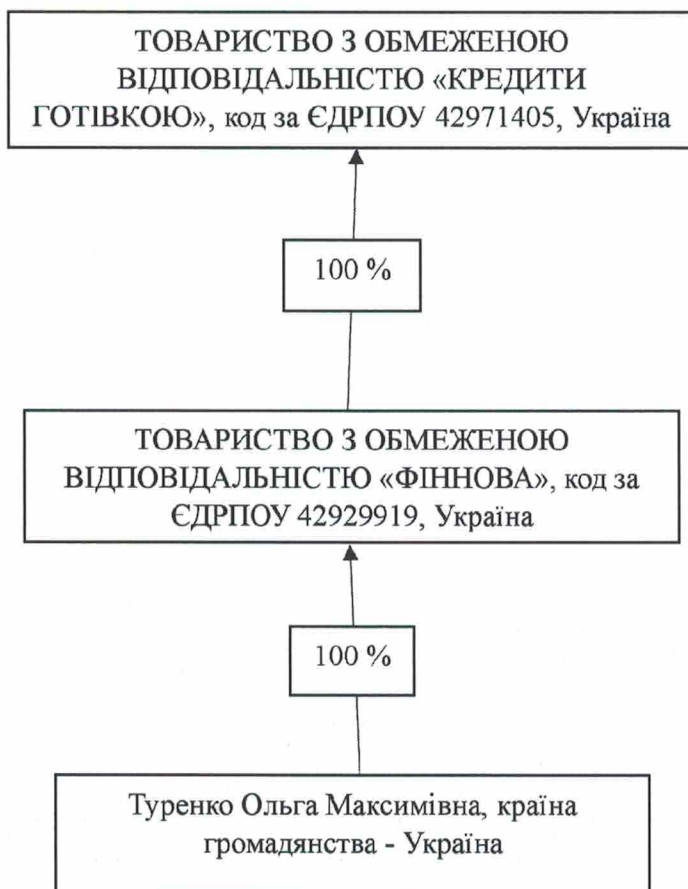 ТОВАРИСТВО З ОБМЕЖЕНОЮ
ВІДПОВІДАЛЬНІСТЮ «КРЕДИТИ
ГОТІВКОЮ», код за ЄДРПОУ 42971405, Україна
100 %
ТОВАРИСТВО З ОБМЕЖЕНОЮ
ВІДПОВІДАЛЬНІСТЮ «ФІННОВА», код за
ЄДРПОУ 42929919, Україна
100 %
Туренко Ольга Максимівна, країна
громадянства - Україна